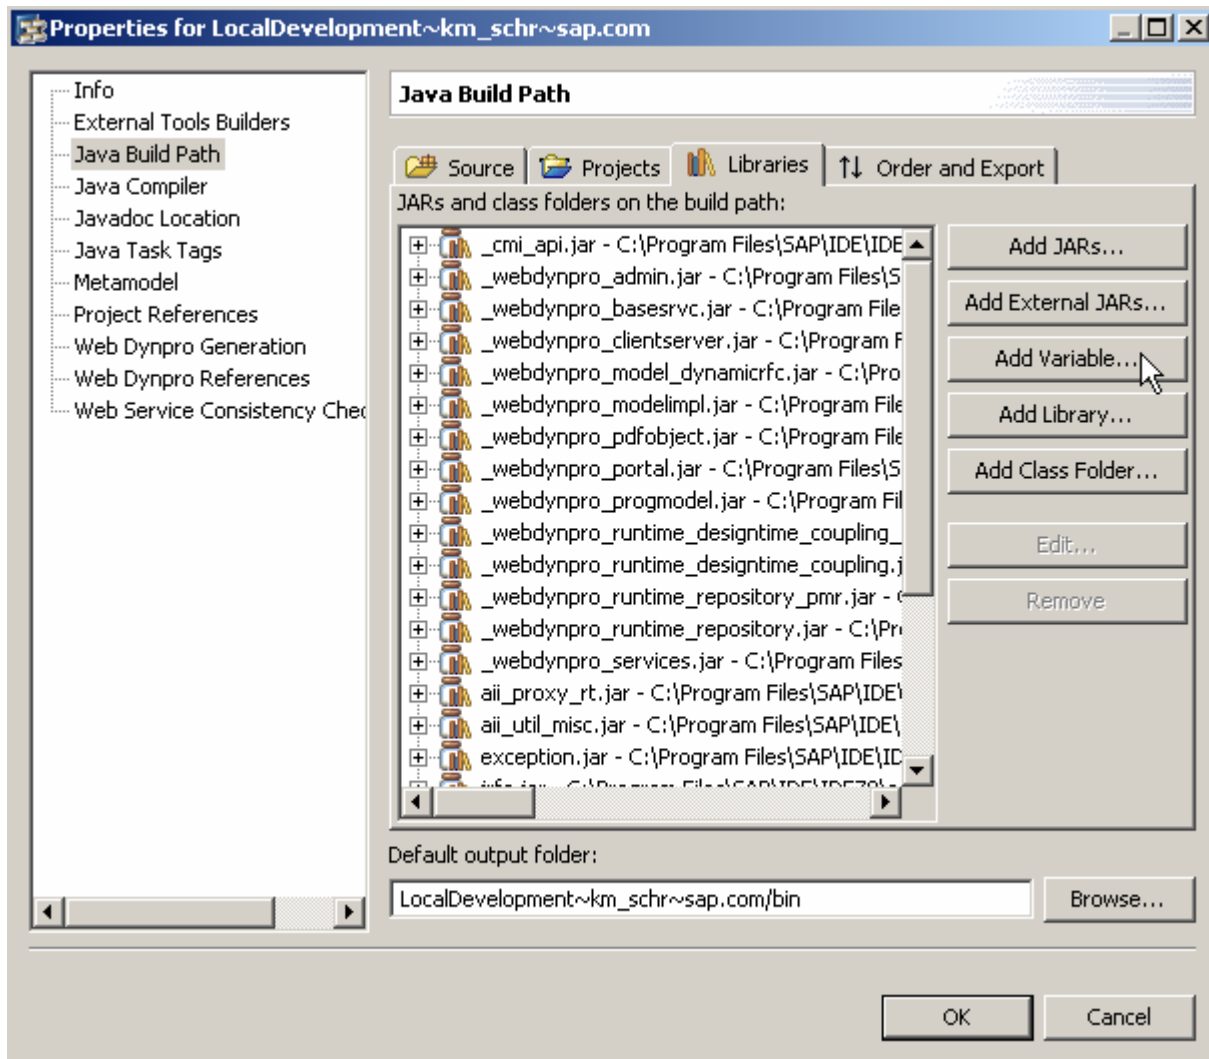 Properties for LocalDevelopment~km_schr~sap.com
Info
External Tools Builders
Java Build Path
Java Compiler
Javadoc Location
Java Task Tags
Metamodel
Project References
Web Dynpro Generation
Web Dynpro References
Web Service Consistency Chec
Java Build Path
Source Projects Libraries Order and Export
JARs and class folders on the build path:
_cmi_api.jar - C:\Program Files\SAP\IDE\IDE
_webdynpro_admin.jar - C:\Program Files\S
_webdynpro_basesrvc.jar - C:\Program File
_webdynpro_clientserver.jar - C:\Program F
_webdynpro_model_dynamicrfc.jar - C:\Pro
_webdynpro_modelimpl.jar - C:\Program File
_webdynpro_pdfobject.jar - C:\Program File
_webdynpro_portal.jar - C:\Program Files\S
_webdynpro_progmodel.jar - C:\Program Fil
_webdynpro_runtime_designtime_coupling_
_webdynpro_runtime_designtime_coupling.j
_webdynpro_runtime_repository_pmr.jar -
_webdynpro_runtime_repository.jar - C:\Pr
_webdynpro_services.jar - C:\Program Files
aii_proxy_rt.jar - C:\Program Files\SAP\IDE\
aii_util_misc.jar - C:\Program Files\SAP\IDE\
exception.jar - C:\Program Files\SAP\IDE\ID
Add JARs...
Add External JARs...
Add Variable...
Add Library...
Add Class Folder...
Edit...
Remove
Default output folder:
LocalDevelopment~km_schr~sap.com/bin
Browse...
OK
Cancel